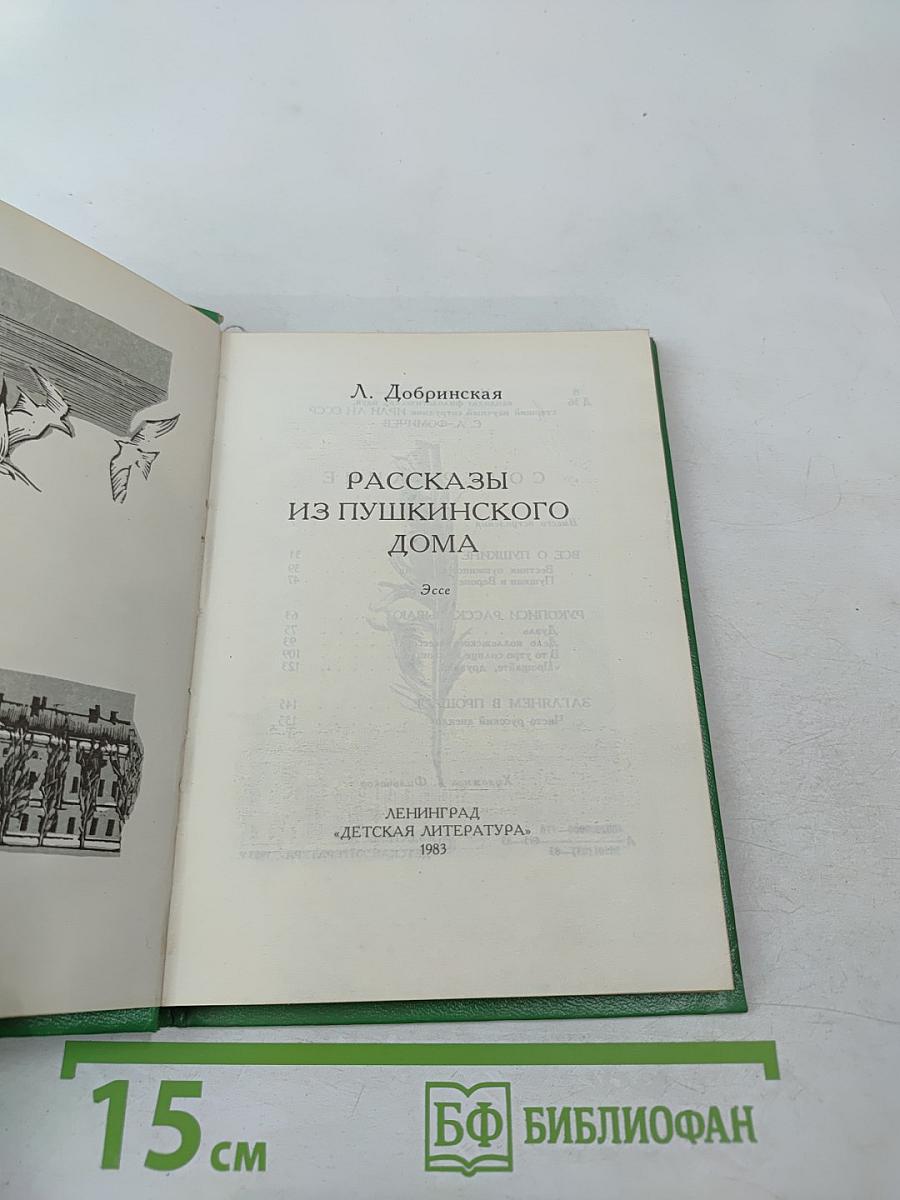 Л. Добринская
РАССКАЗЫ
ИЗ ПУШКИНСКОГО
ДОМА
Эссе
ЛЕНИНГРАД
«ДЕТСКАЯ ЛИТЕРАТУРА»
1983
15 см
БФ БИБЛИОФАН